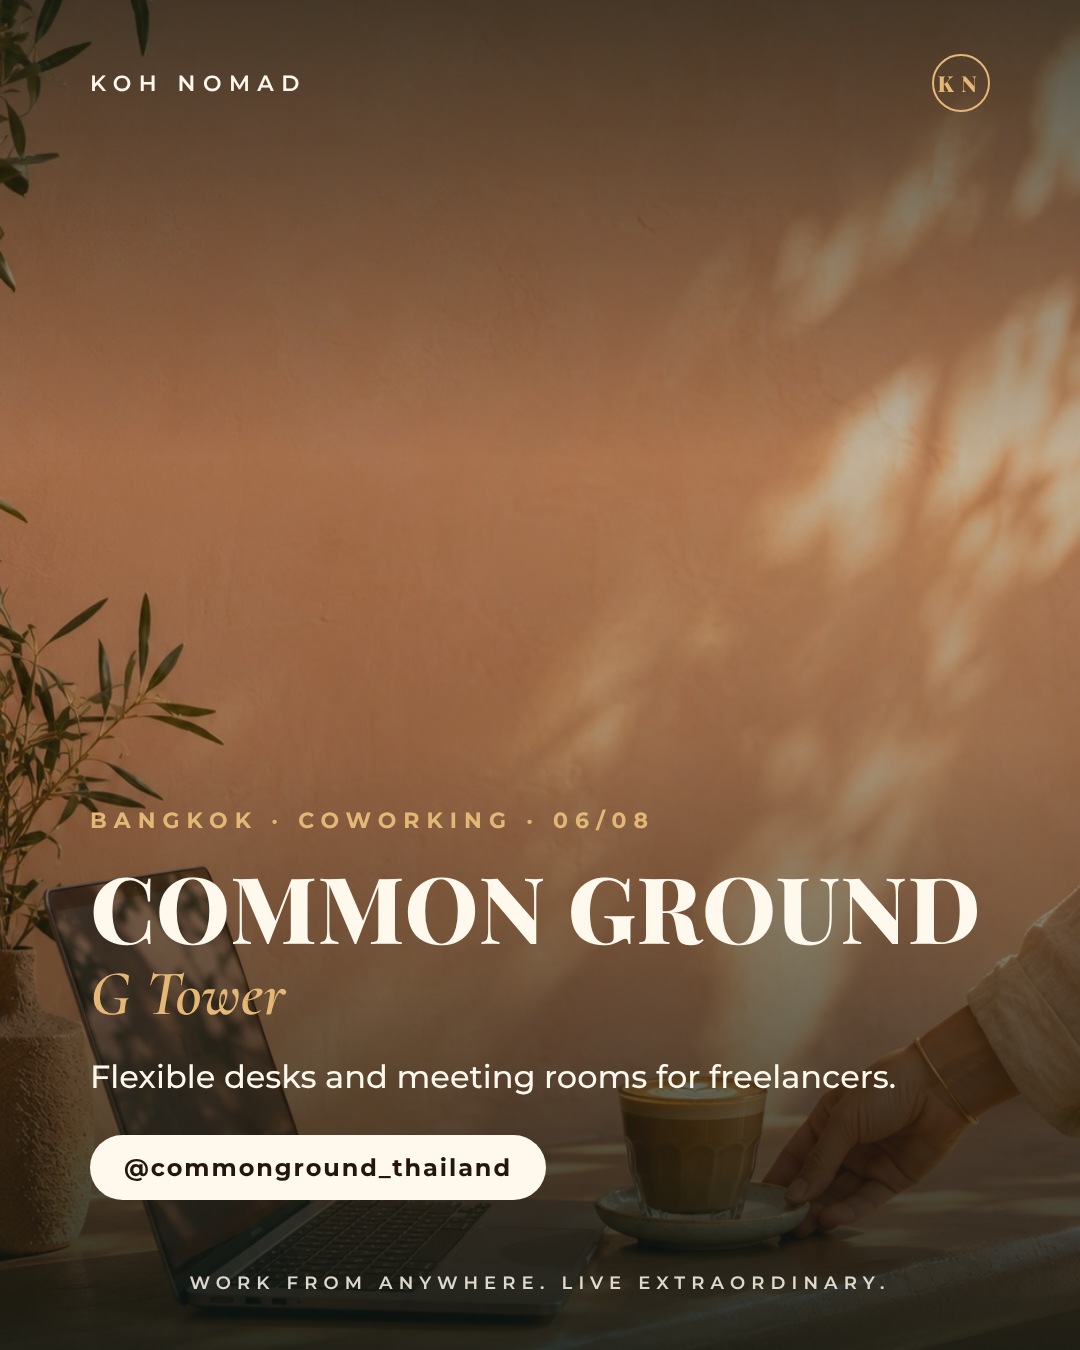 KOH NOMAD
KN
BANGKOK · COWORKING · 06/08
COMMON GROUND
G Tower
Flexible desks and meeting rooms for freelancers.
@commonground_thailand
WORK FROM ANYWHERE. LIVE EXTRAORDINARY.